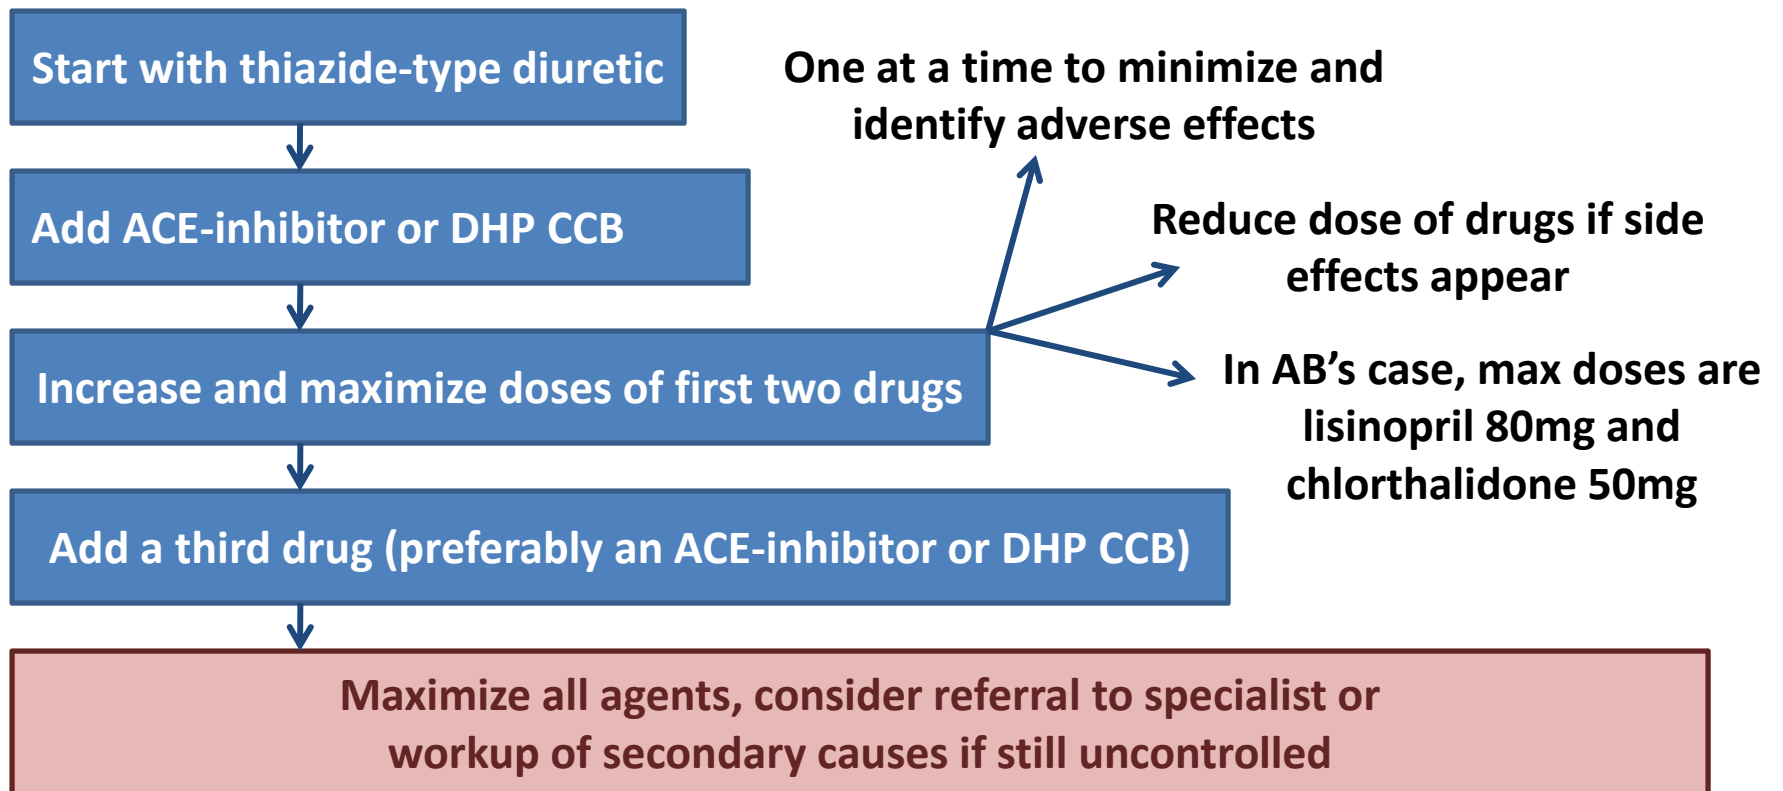 Start with thiazide-type diuretic
One at a time to minimize and
identify adverse effects
Add ACE-inhibitor or DHP CCB
Reduce dose of drugs if side
effects appear
Increase and maximize doses of first two drugs
In AB’s case, max doses are
lisinopril 80mg and
chlorthalidone 50mg
Add a third drug (preferably an ACE-inhibitor or DHP CCB)
Maximize all agents, consider referral to specialist or
workup of secondary causes if still uncontrolled